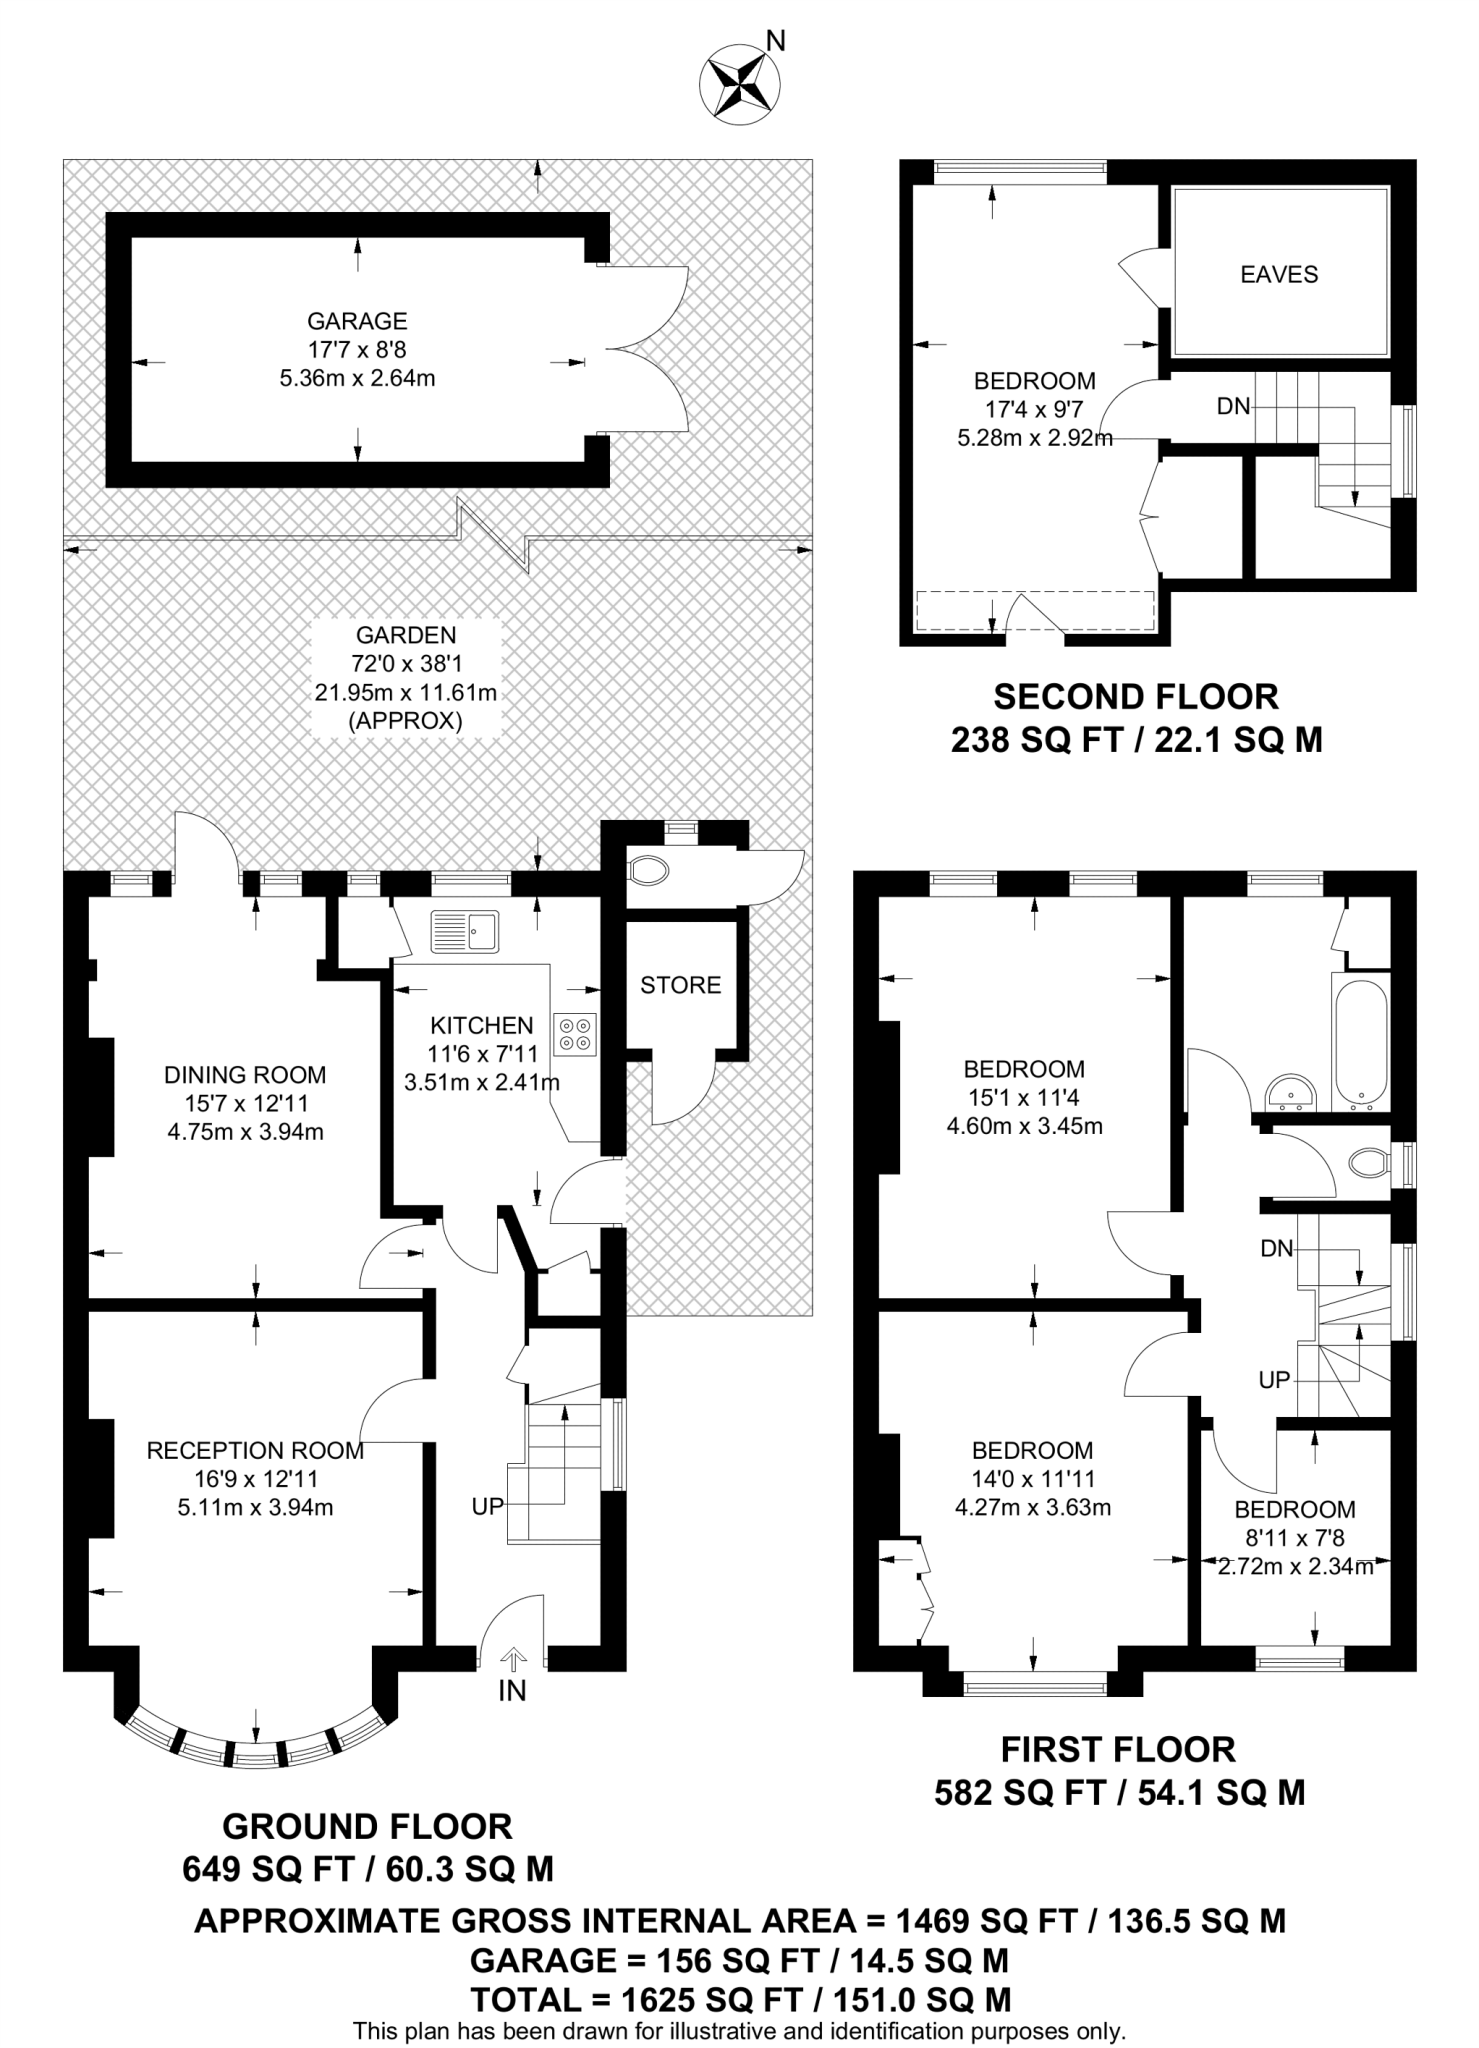 N
GARAGE
17'7 x 8'8
5.36m x 2.64m
EAVES
BEDROOM
17'4 x 9'7
5.28m x 2.92m
DN
GARDEN
72'0 x 38'1
21.95m x 11.61m
(APPROX)
SECOND FLOOR
238 SQ FT / 22.1 SQ M
STORE
KITCHEN
11'6 x 7'11
3.51m x 2.41m
DINING ROOM
15'7 x 12'11
4.75m x 3.94m
RECEPTION ROOM
16'9 x 12'11
5.11m x 3.94m
UP
IN
GROUND FLOOR
649 SQ FT / 60.3 SQ M
BEDROOM
15'1 x 11'4
4.60m x 3.45m
DN
UP
BEDROOM
14'0 x 11'11
4.27m x 3.63m
BEDROOM
8'11 x 7'8
2.72m x 2.34m
FIRST FLOOR
582 SQ FT / 54.1 SQ M
APPROXIMATE GROSS INTERNAL AREA = 1469 SQ FT / 136.5 SQ M
GARAGE = 156 SQ FT / 14.5 SQ M
TOTAL = 1625 SQ FT / 151.0 SQ M
This plan has been drawn for illustrative and identification purposes only.